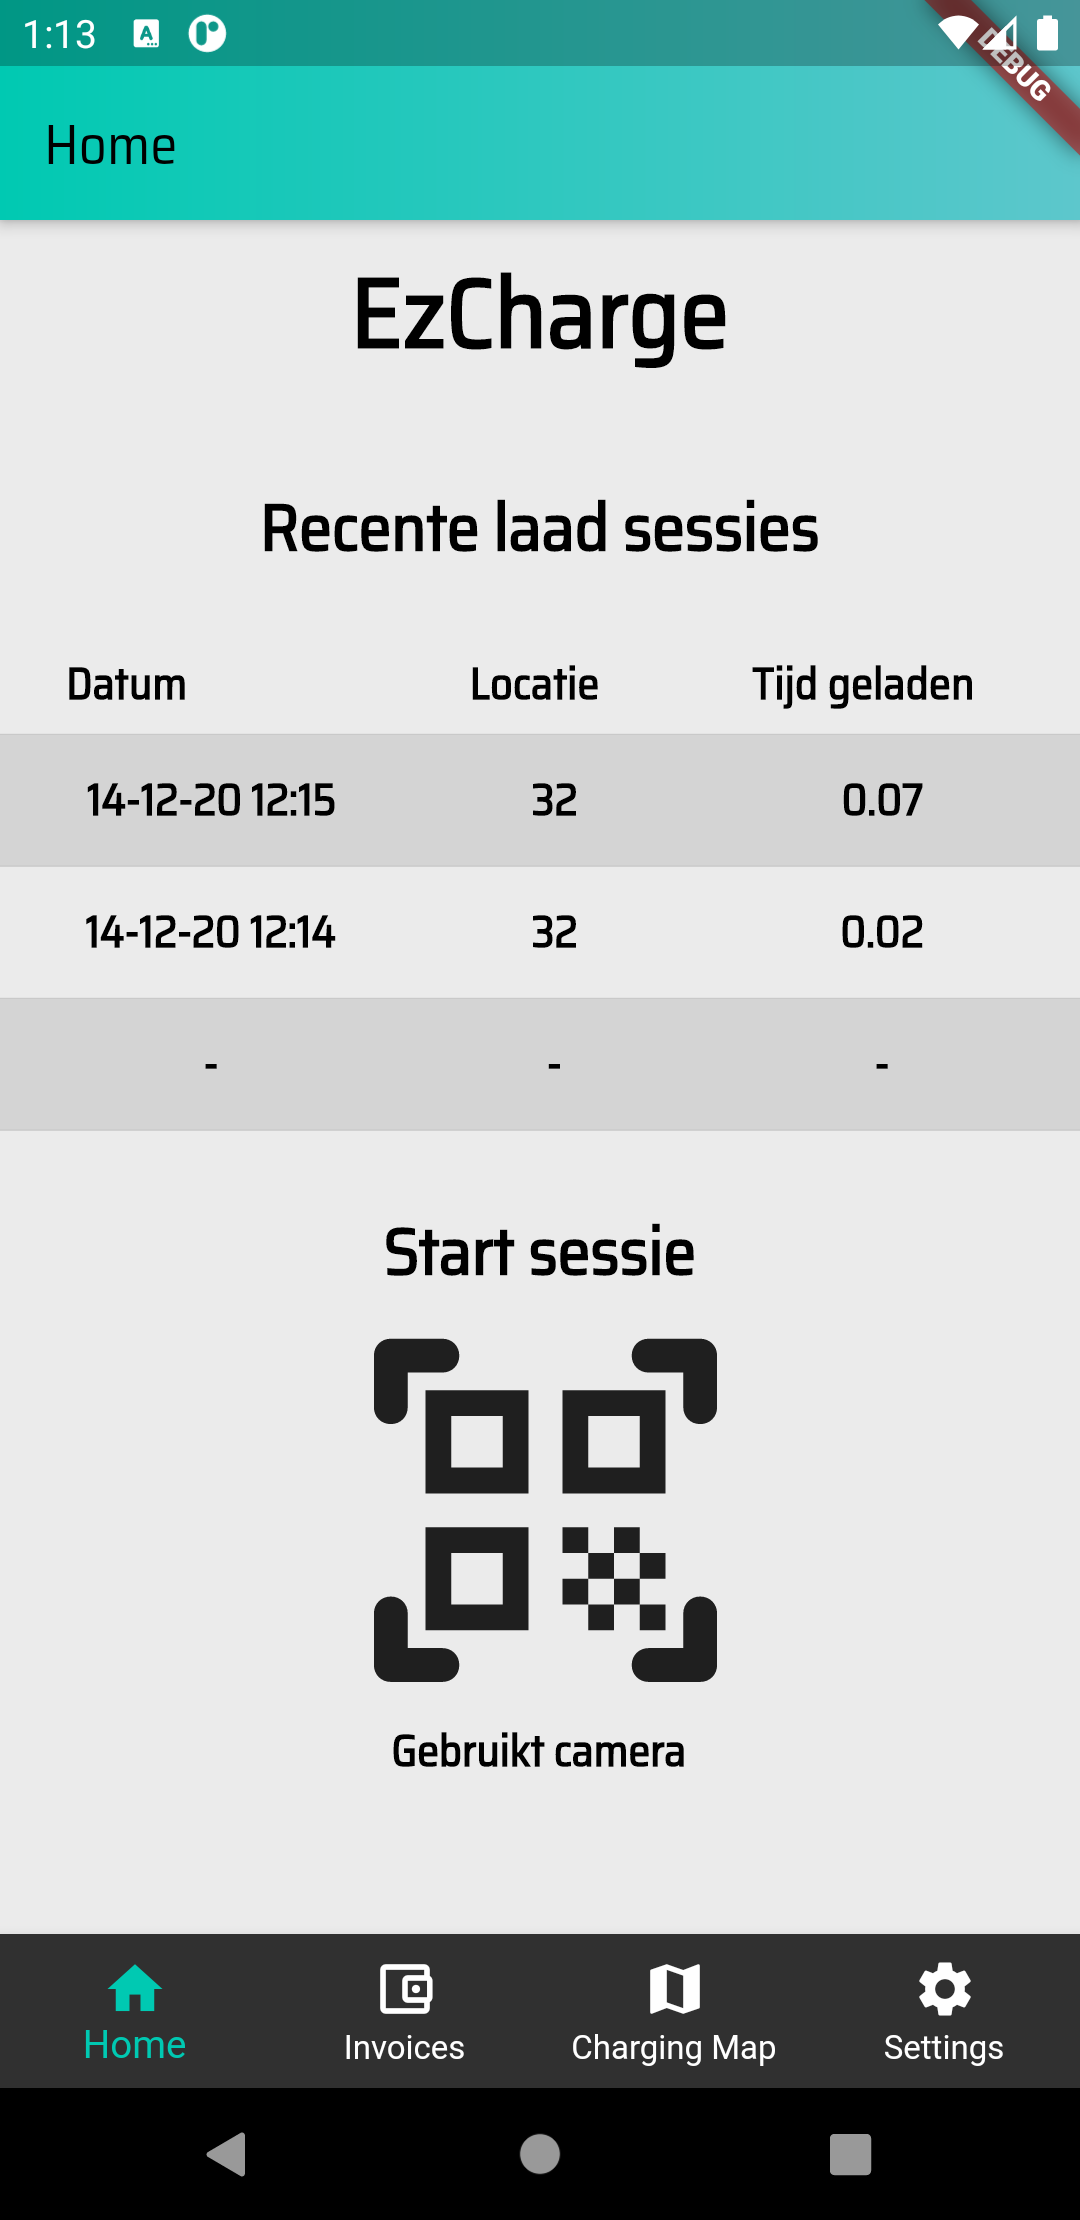 1:13
DEBUG
Home
EzCharge
Recente laad sessies
Datum Locatie Tijd geladen
14-12-20 12:15 32 0.07
14-12-20 12:14 32 0.02
- - -
Start sessie
Gebruikt camera
Home Invoices Charging Map Settings